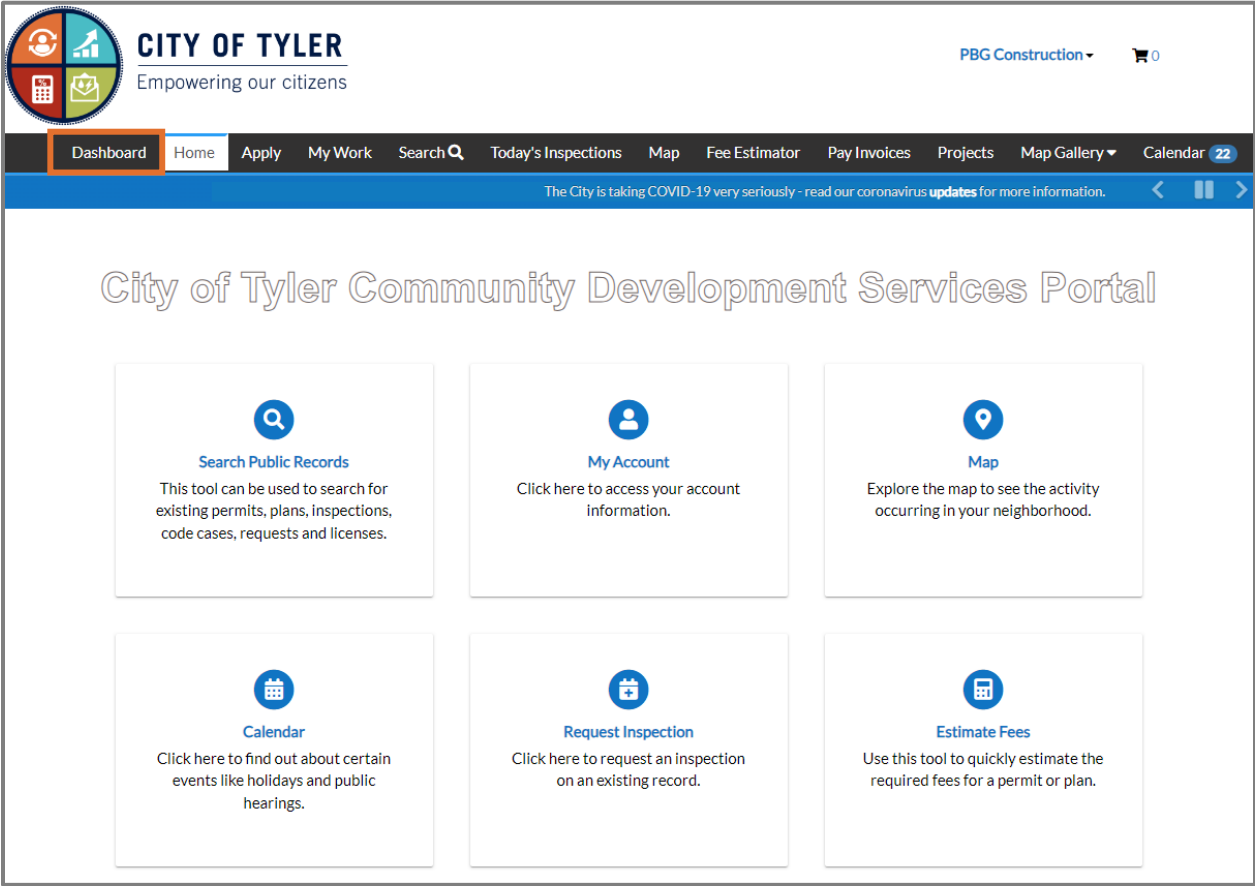 CITY OF TYLER
Empowering our citizens
PBG Construction
0
Dashboard Home Apply My Work Search Today's Inspections Map Fee Estimator Pay Invoices Projects Map Gallery Calendar 22
The City is taking COVID-19 very seriously - read our coronavirus updates for more information.
City of Tyler Community Development Services Portal
Search Public Records
This tool can be used to search for
existing permits, plans, inspections,
code cases, requests and licenses.
My Account
Click here to access your account
information.
Map
Explore the map to see the activity
occurring in your neighborhood.
Calendar
Click here to find out about certain
events like holidays and public
hearings.
Request Inspection
Click here to request an inspection
on an existing record.
Estimate Fees
Use this tool to quickly estimate the
required fees for a permit or plan.